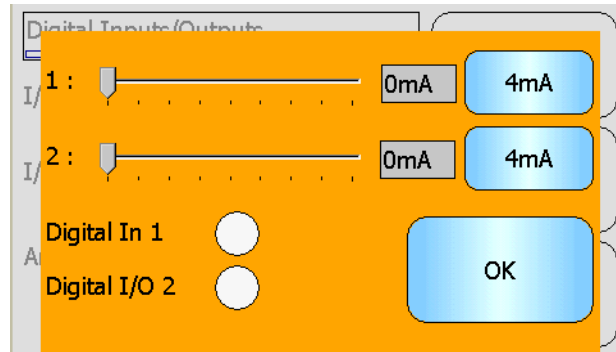 Digital Inputs/Outputs
I/
1 : 0mA 4mA
I/
2 : 0mA 4mA
Digital In 1
Digital I/O 2
OK